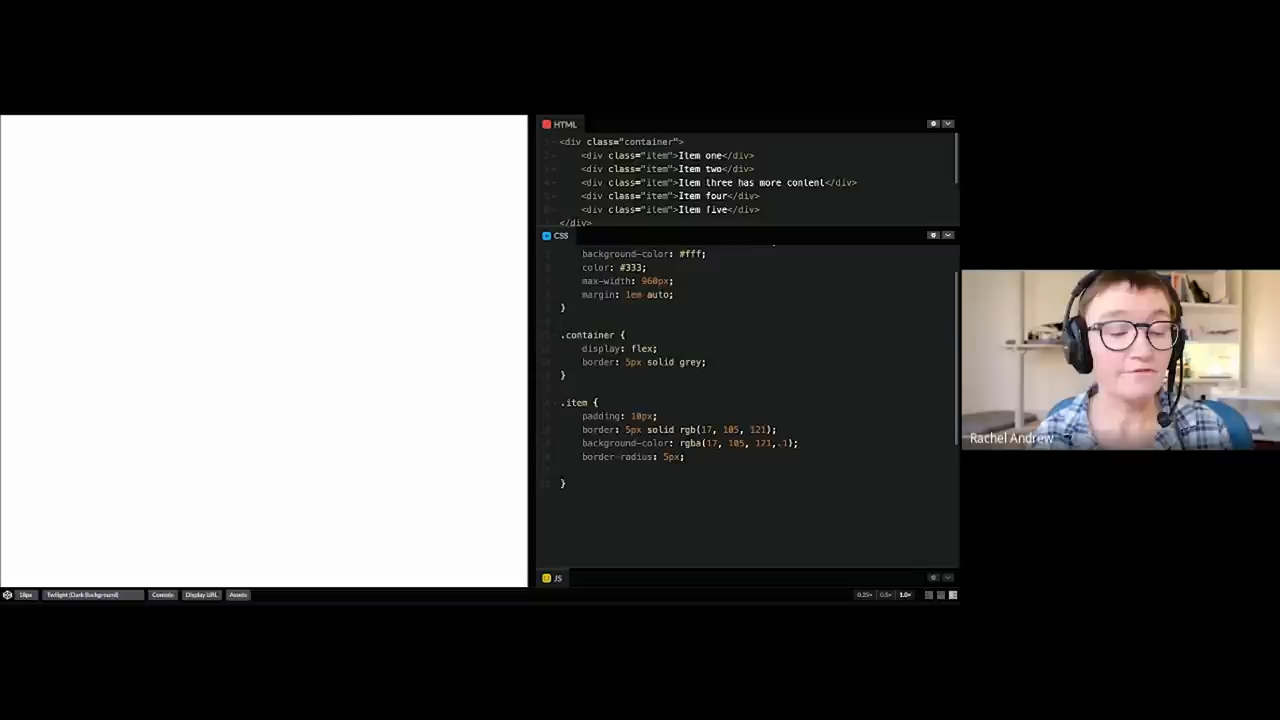 HTML
<div class="container">
<div class="item">Item one</div>
<div class="item">Item two</div>
<div class="item">Item three has more content</div>
<div class="item">Item four</div>
<div class="item">Item five</div>
</div>
CSS
background-color: #fff;
color: #333;
max-width: 960px;
margin: 1em auto;
}
.container {
display: flex;
border: 5px solid grey;
}
.item {
padding: 10px;
border: 5px solid rgb(17, 105, 121);
background-color: rgba(17, 105, 121,.1);
border-radius: 5px;
}
JS
Rachel Andrew
16px Twilight (Dark Background) Console Display URL Assets 0.25× 0.5× 1.0×